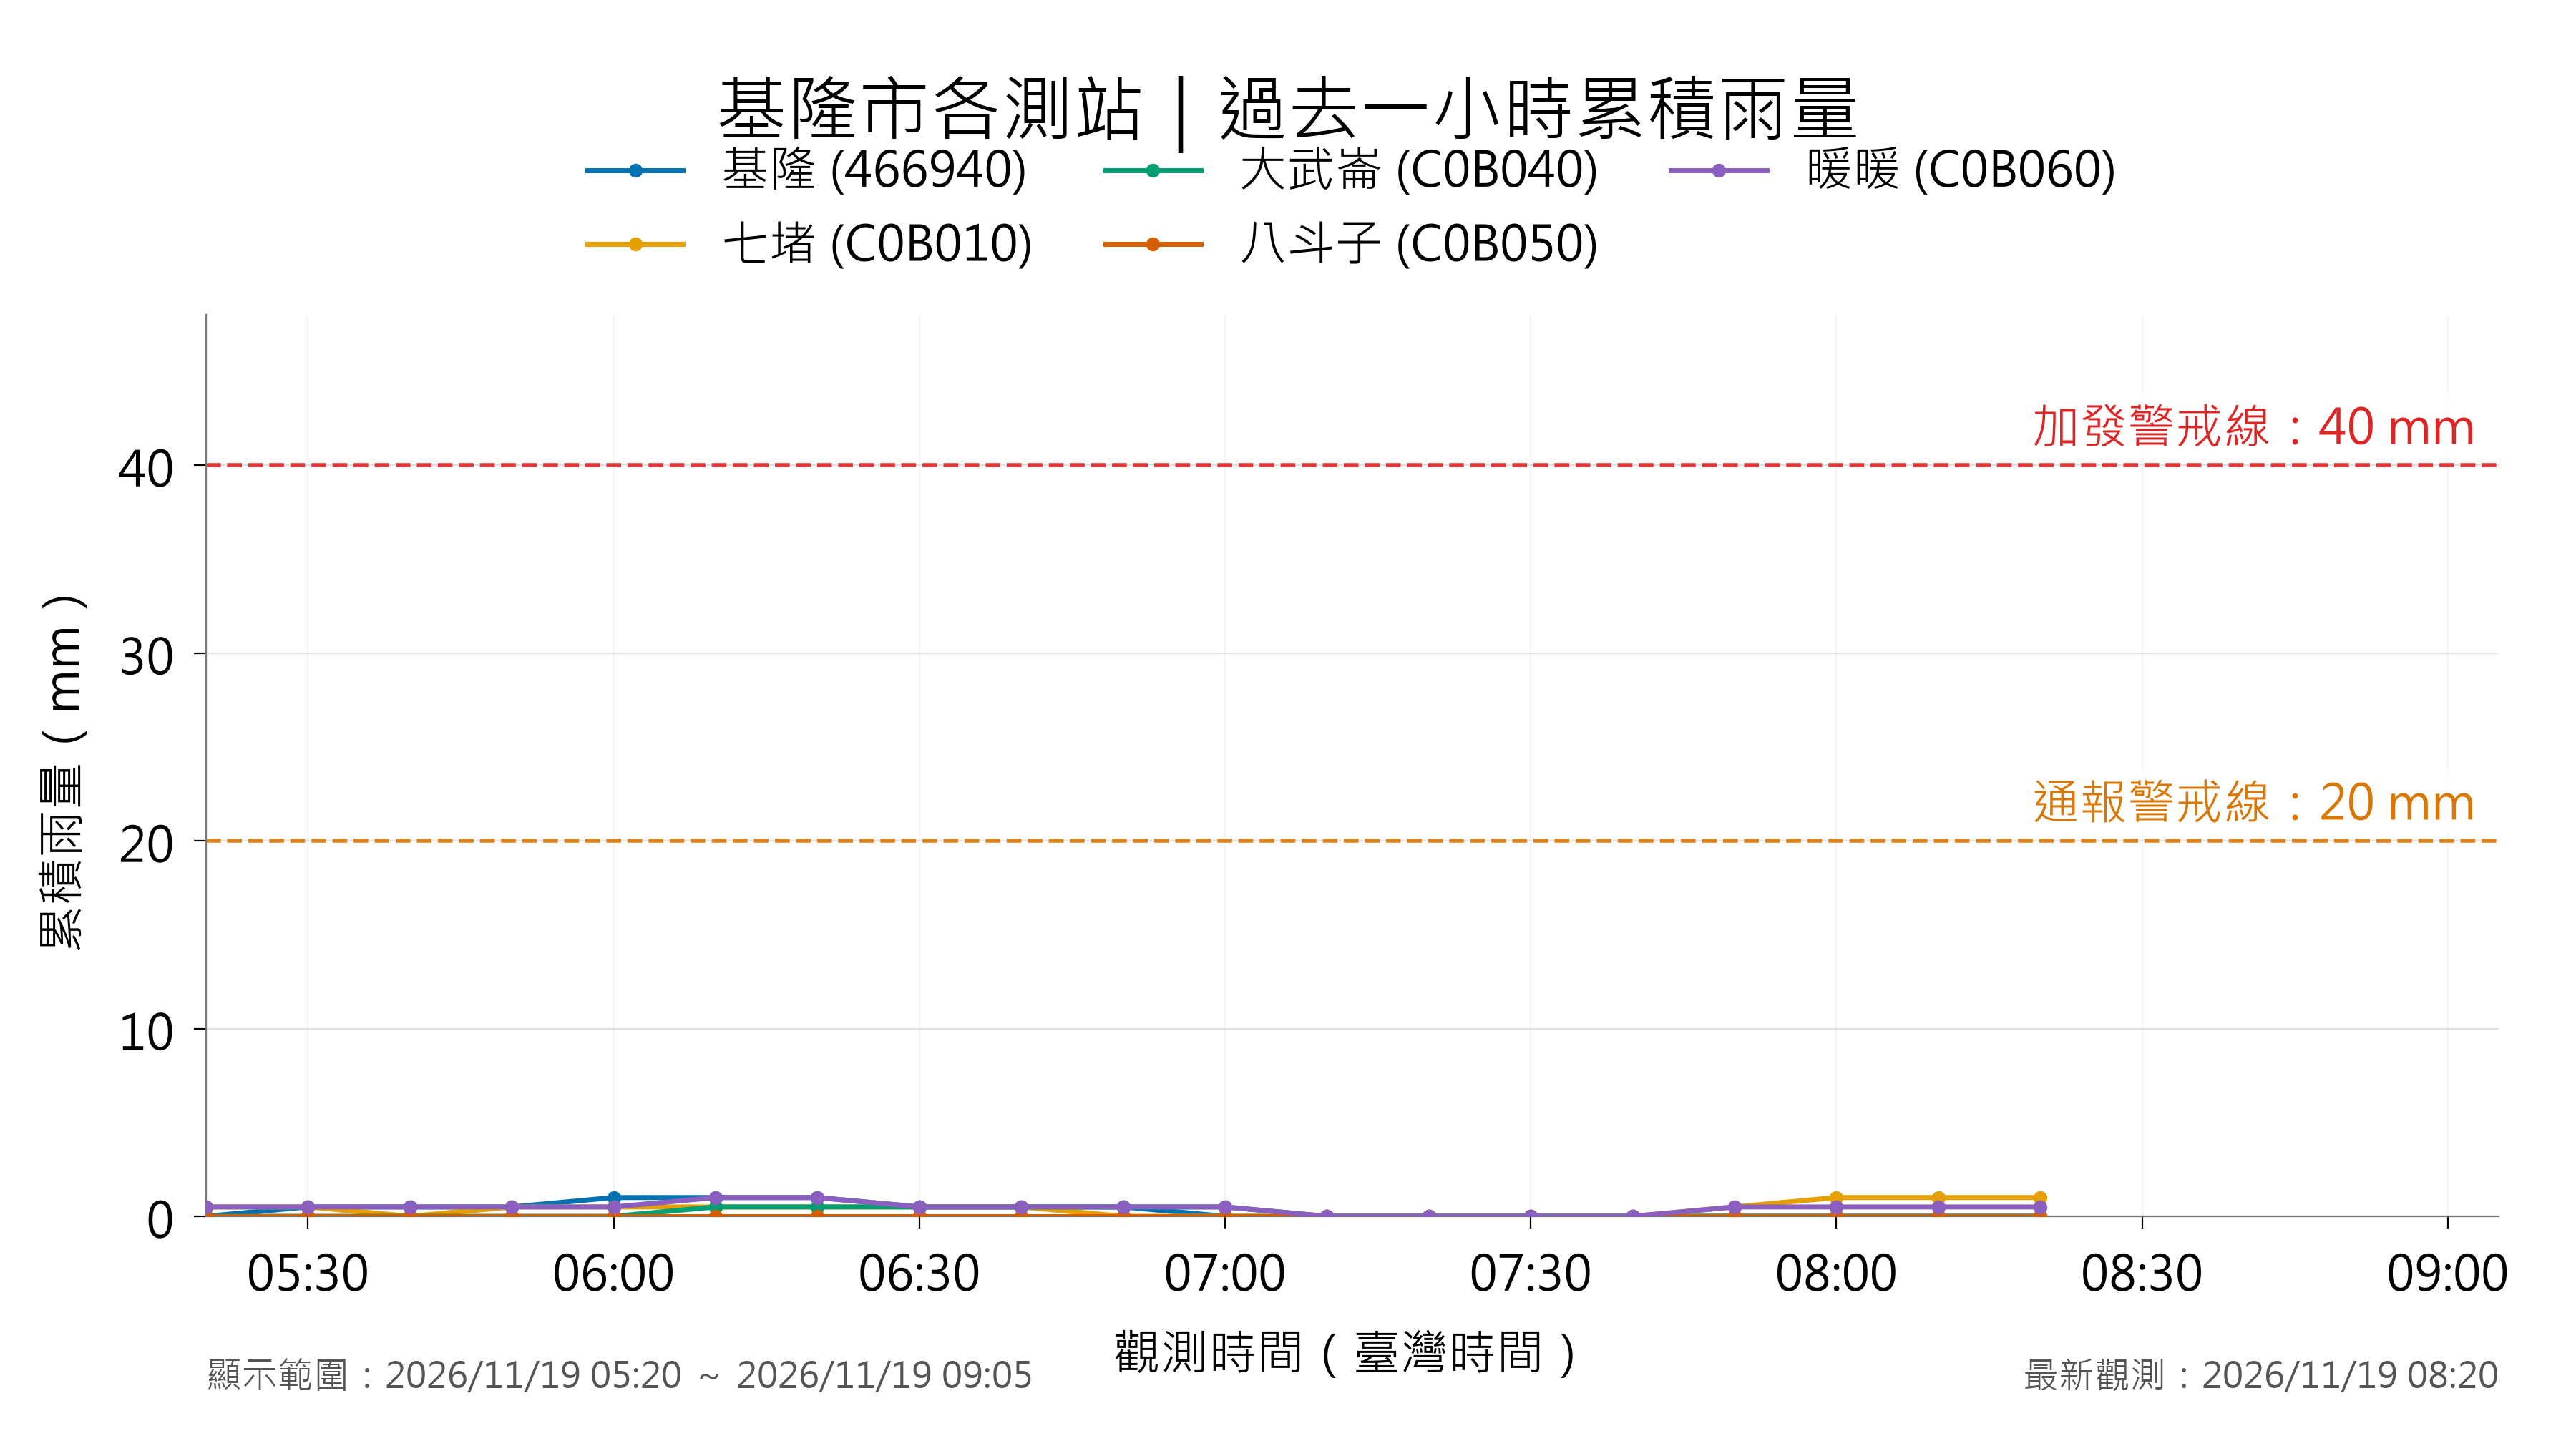 基隆市各測站｜過去一小時累積雨量
基隆 (466940)
大武崙 (C0B040)
暖暖 (C0B060)
七堵 (C0B010)
八斗子 (C0B050)
累積雨量（mm）
加發警戒線：40 mm
40
30
通報警戒線：20 mm
20
10
0
05:30 06:00 06:30 07:00 07:30 08:00 08:30 09:00
觀測時間（臺灣時間）
顯示範圍：2026/11/19 05:20 ~ 2026/11/19 09:05
最新觀測：2026/11/19 08:20